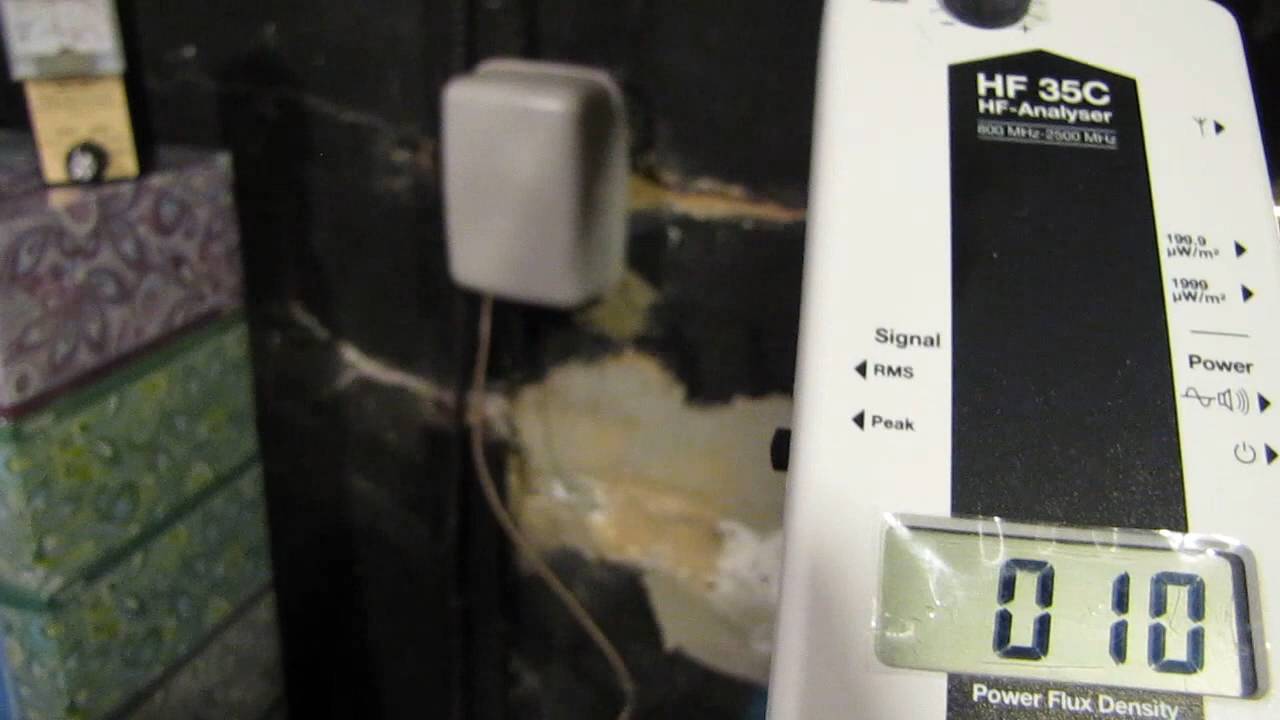 HF 35C
HF-Analyser
800 MHz-2500 MHz
199.9
µW/m²
1999
µW/m²
Signal
RMS
Power
Peak
010
Power Flux Density